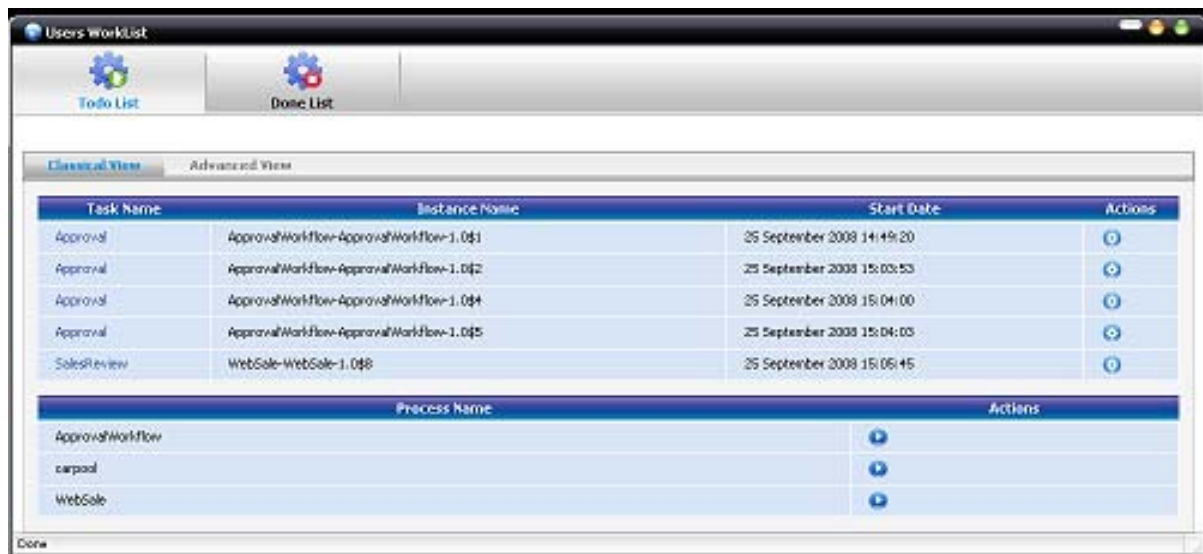 Users WorkList
Todo List Done List
Classical View Advanced View
Task Name Instance Name Start Date Actions
Approval ApprovalWorkflow-ApprovalWorkflow-1.0$1 25 September 2008 14:49:20
Approval ApprovalWorkflow-ApprovalWorkflow-1.0$2 25 September 2008 15:03:53
Approval ApprovalWorkflow-ApprovalWorkflow-1.0$4 25 September 2008 15:04:00
Approval ApprovalWorkflow-ApprovalWorkflow-1.0$5 25 September 2008 15:04:03
SalesReview WebSale-WebSale-1.0$8 25 September 2008 15:05:45
Process Name Actions
ApprovalWorkflow
carpool
WebSale
Done